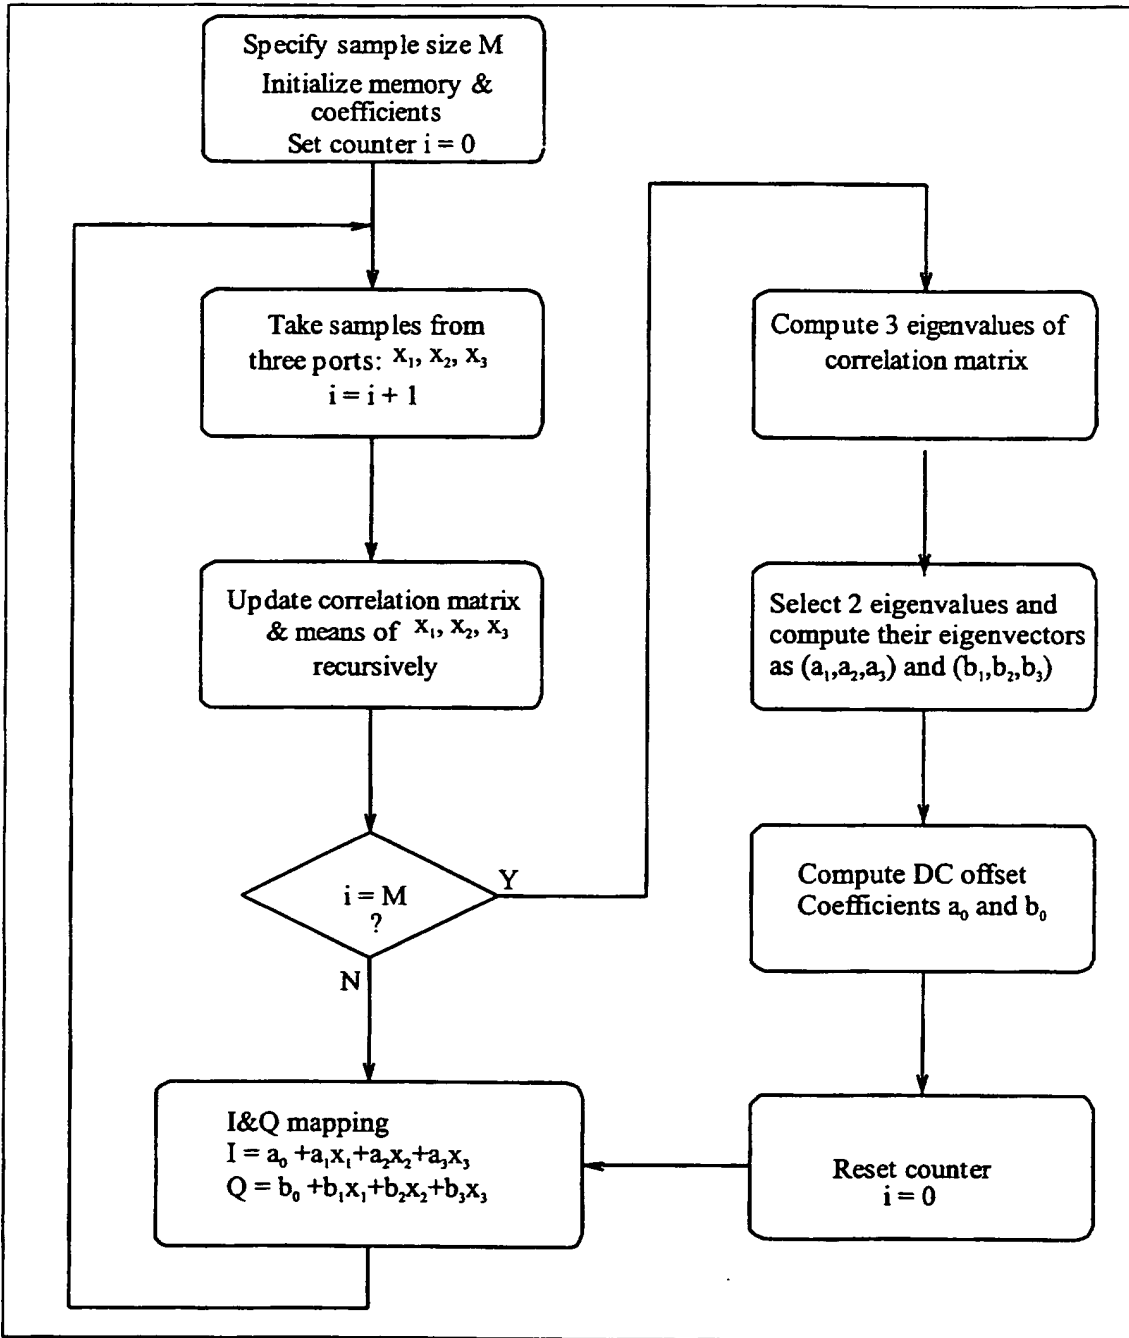 Specify sample size M
Initialize memory &
coefficients
Set counter i = 0
Take samples from
three ports: x₁, x₂, x₃
i = i + 1
Update correlation matrix
& means of x₁, x₂, x₃
recursively
i = M
?
Y
N
I&Q mapping
I = a₀ +a₁x₁+a₂x₂+a₃x₃
Q = b₀ +b₁x₁+b₂x₂+b₃x₃
Compute 3 eigenvalues of
correlation matrix
Select 2 eigenvalues and
compute their eigenvectors
as (a₁,a₂,a₃) and (b₁,b₂,b₃)
Compute DC offset
Coefficients a₀ and b₀
Reset counter
i = 0